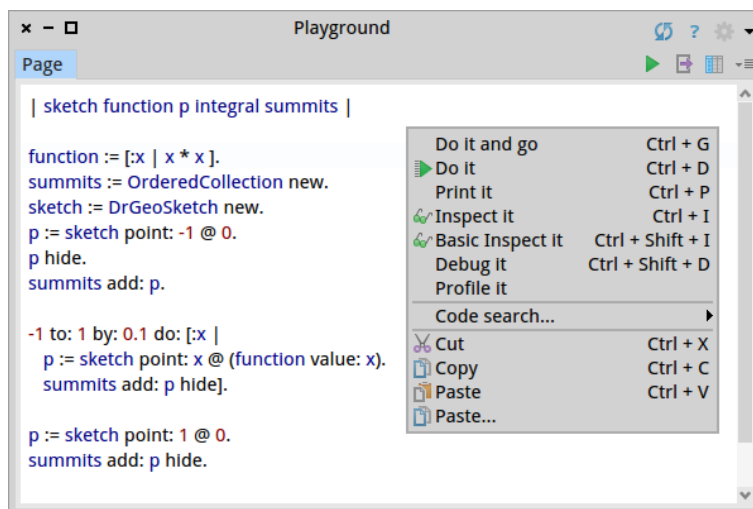 Playground
?
Page
| sketch function p integral summits |
function := [:x | x * x ].
summits := OrderedCollection new.
sketch := DrGeoSketch new.
p := sketch point: -1 @ 0.
p hide.
summits add: p.
-1 to: 1 by: 0.1 do: [:x |
p := sketch point: x @ (function value: x).
summits add: p hide].
p := sketch point: 1 @ 0.
summits add: p hide.
Do it and go Ctrl + G
Do it Ctrl + D
Print it Ctrl + P
Inspect it Ctrl + I
Basic Inspect it Ctrl + Shift + I
Debug it Ctrl + Shift + D
Profile it
Code search...
Cut Ctrl + X
Copy Ctrl + C
Paste Ctrl + V
Paste...